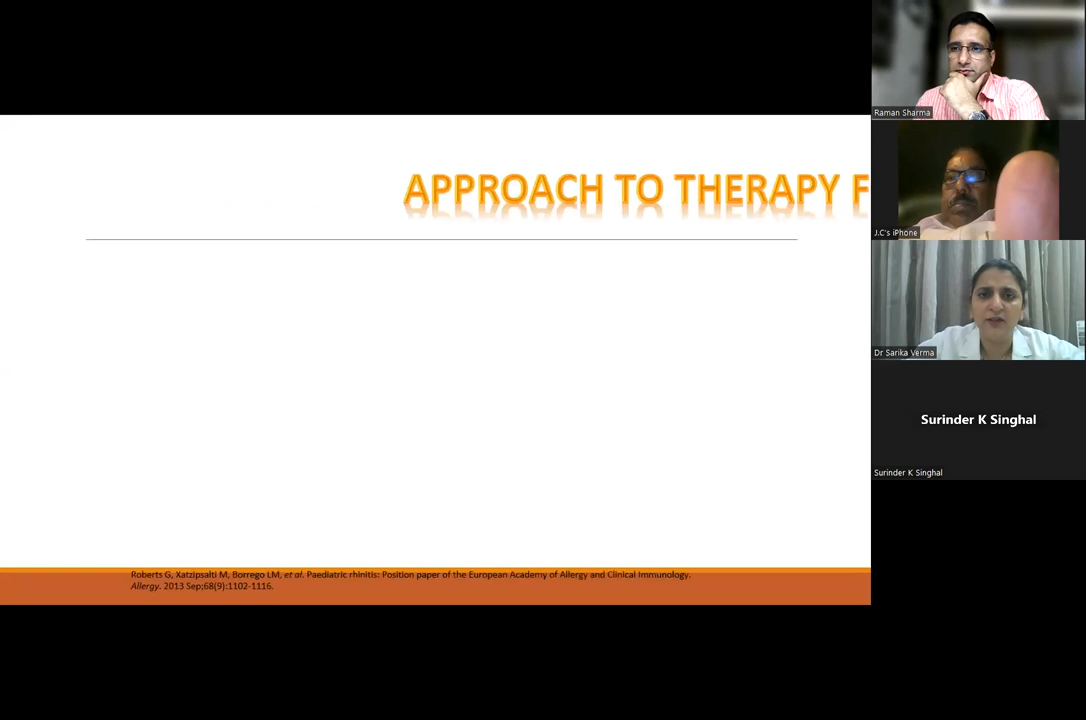 APPROACH TO THERAPY F
Roberts G, Xatzipsalti M, Borrego LM, et al. Paediatric rhinitis: Position paper of the European Academy of Allergy and Clinical Immunology.
Allergy. 2013 Sep;68(9):1102-1116.
Raman Sharma
J.C's iPhone
Dr Sarika Verma
Surinder K Singhal
Surinder K Singhal